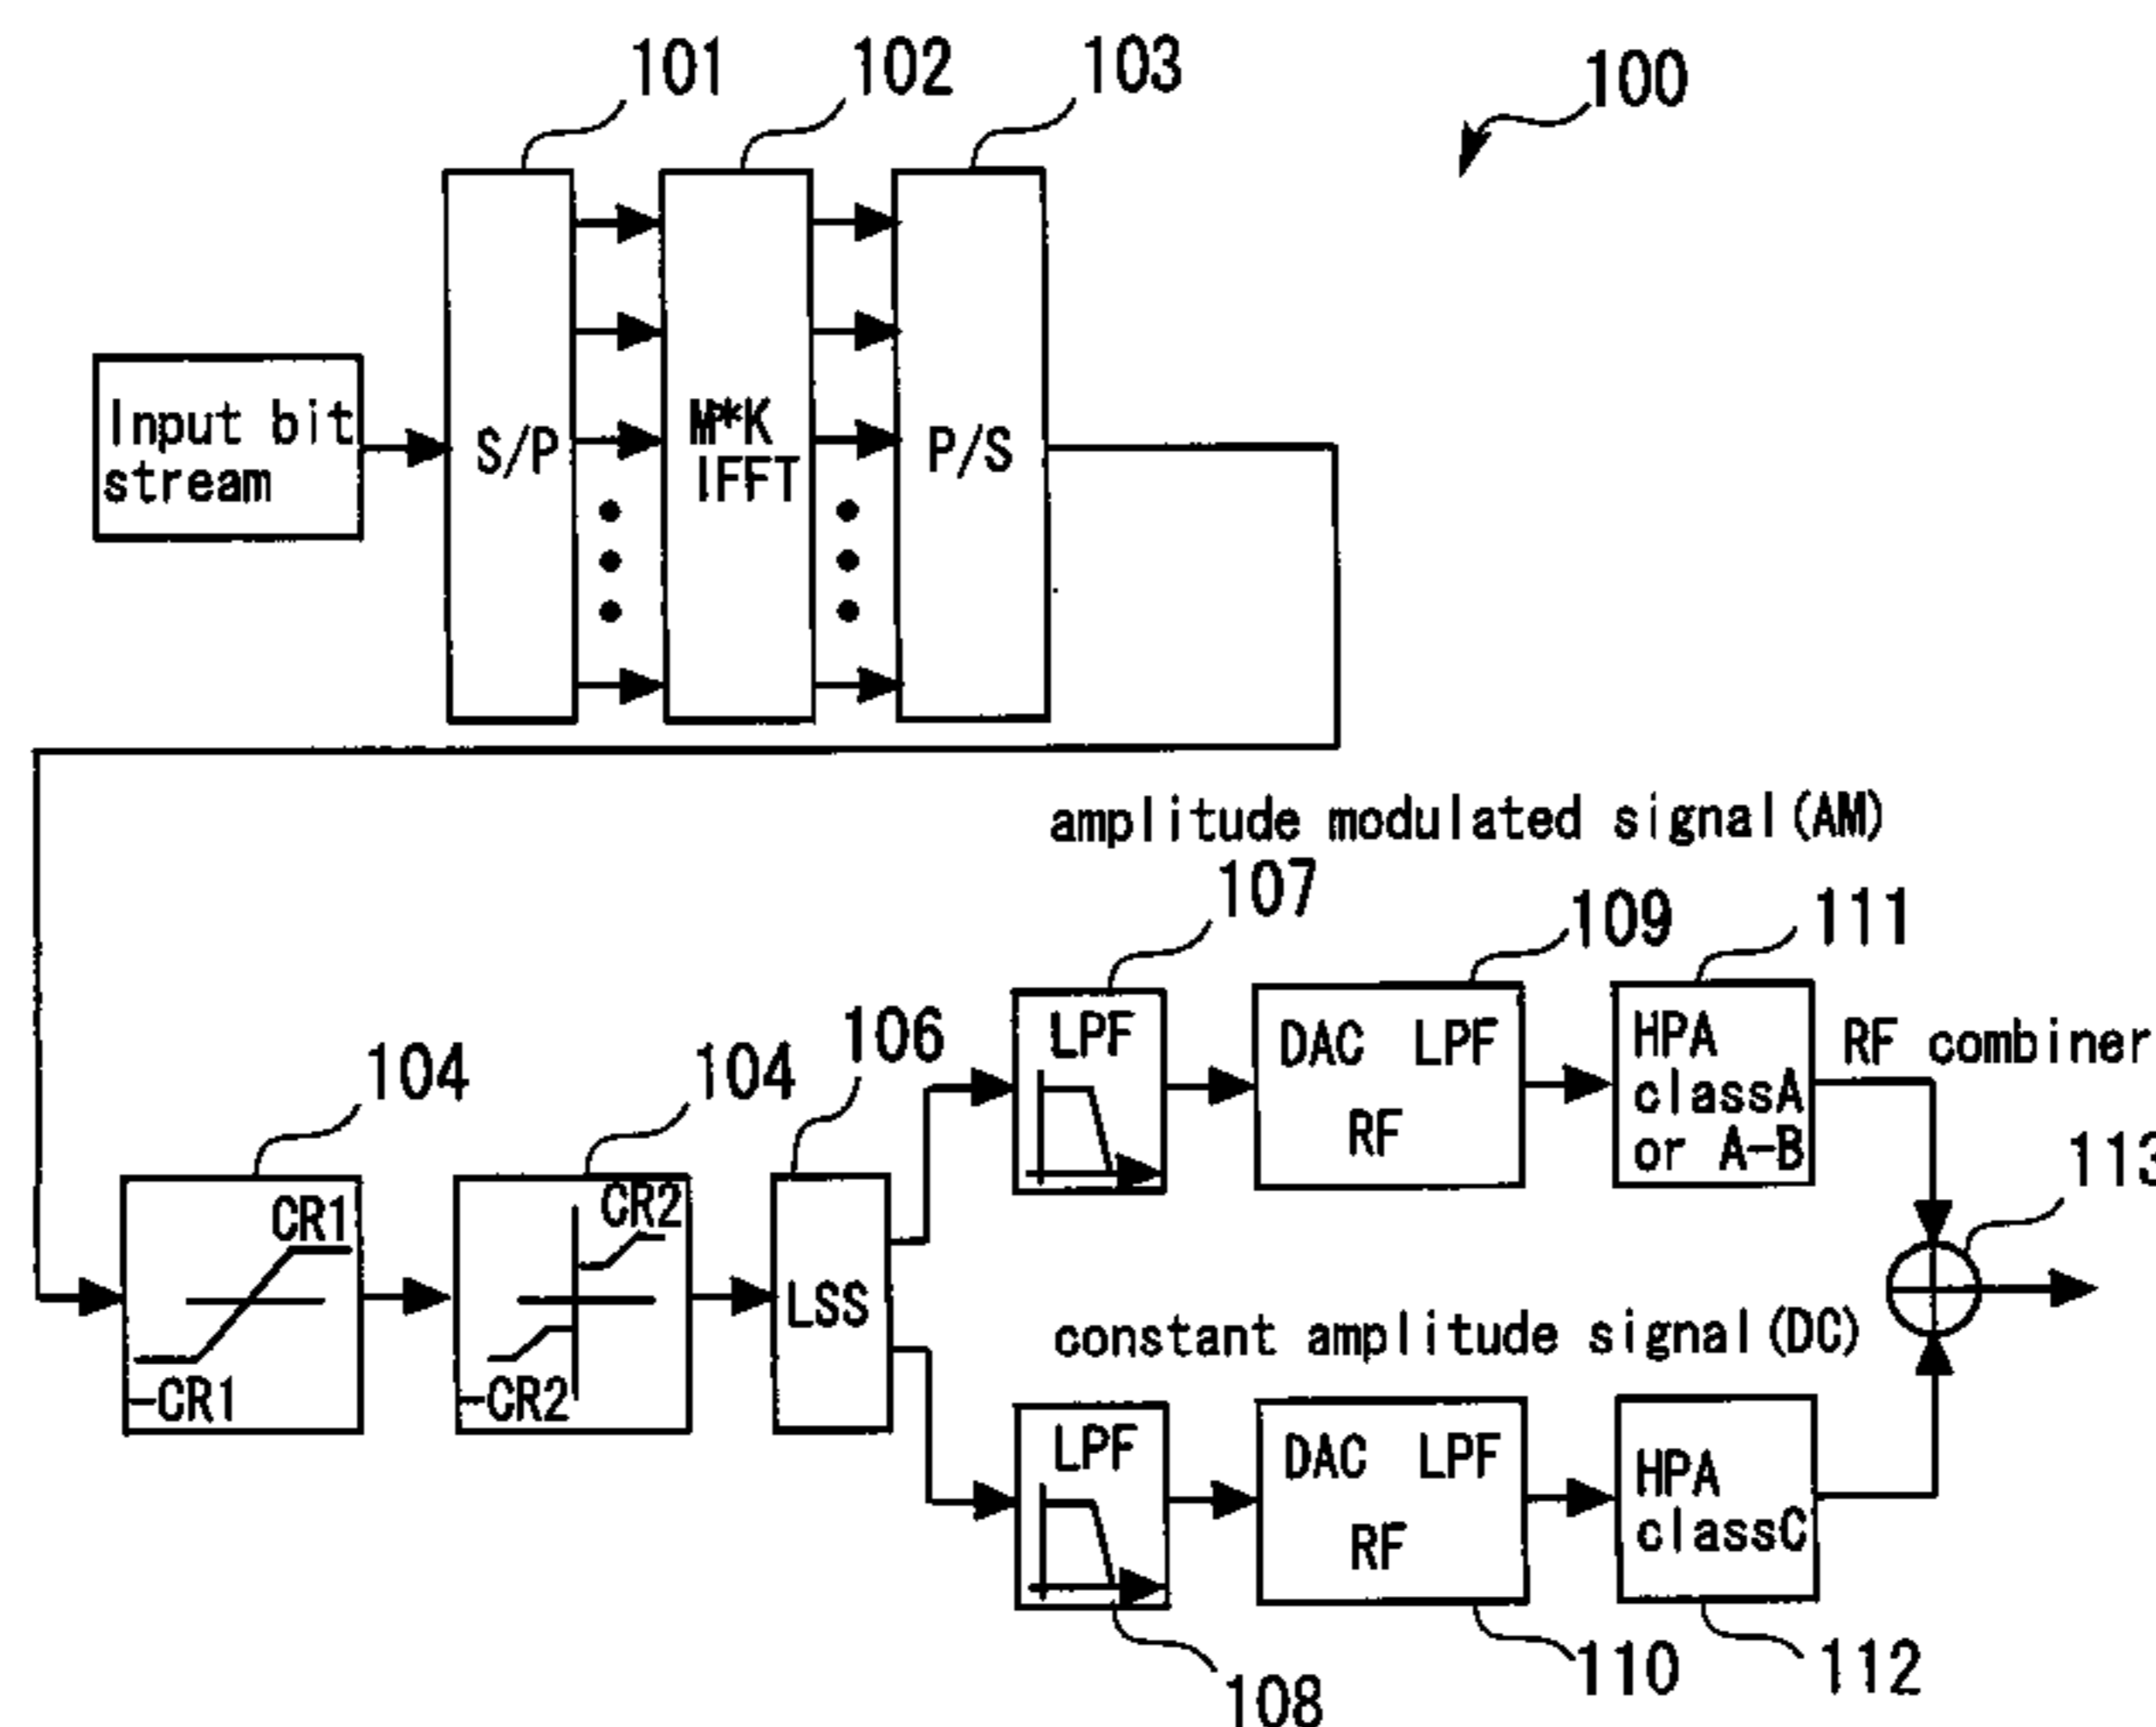 101
102
103
100
Input bit
stream
S/P
M*K
IFFT
P/S
amplitude modulated signal(AM)
107
109
111
104
104
106
LPF
DAC LPF
RF
HPA
classA
or A-B
RF combiner
113
CR1
-CR1
CR2
-CR2
LSS
constant amplitude signal(DC)
LPF
DAC LPF
RF
HPA
classC
108
110
112